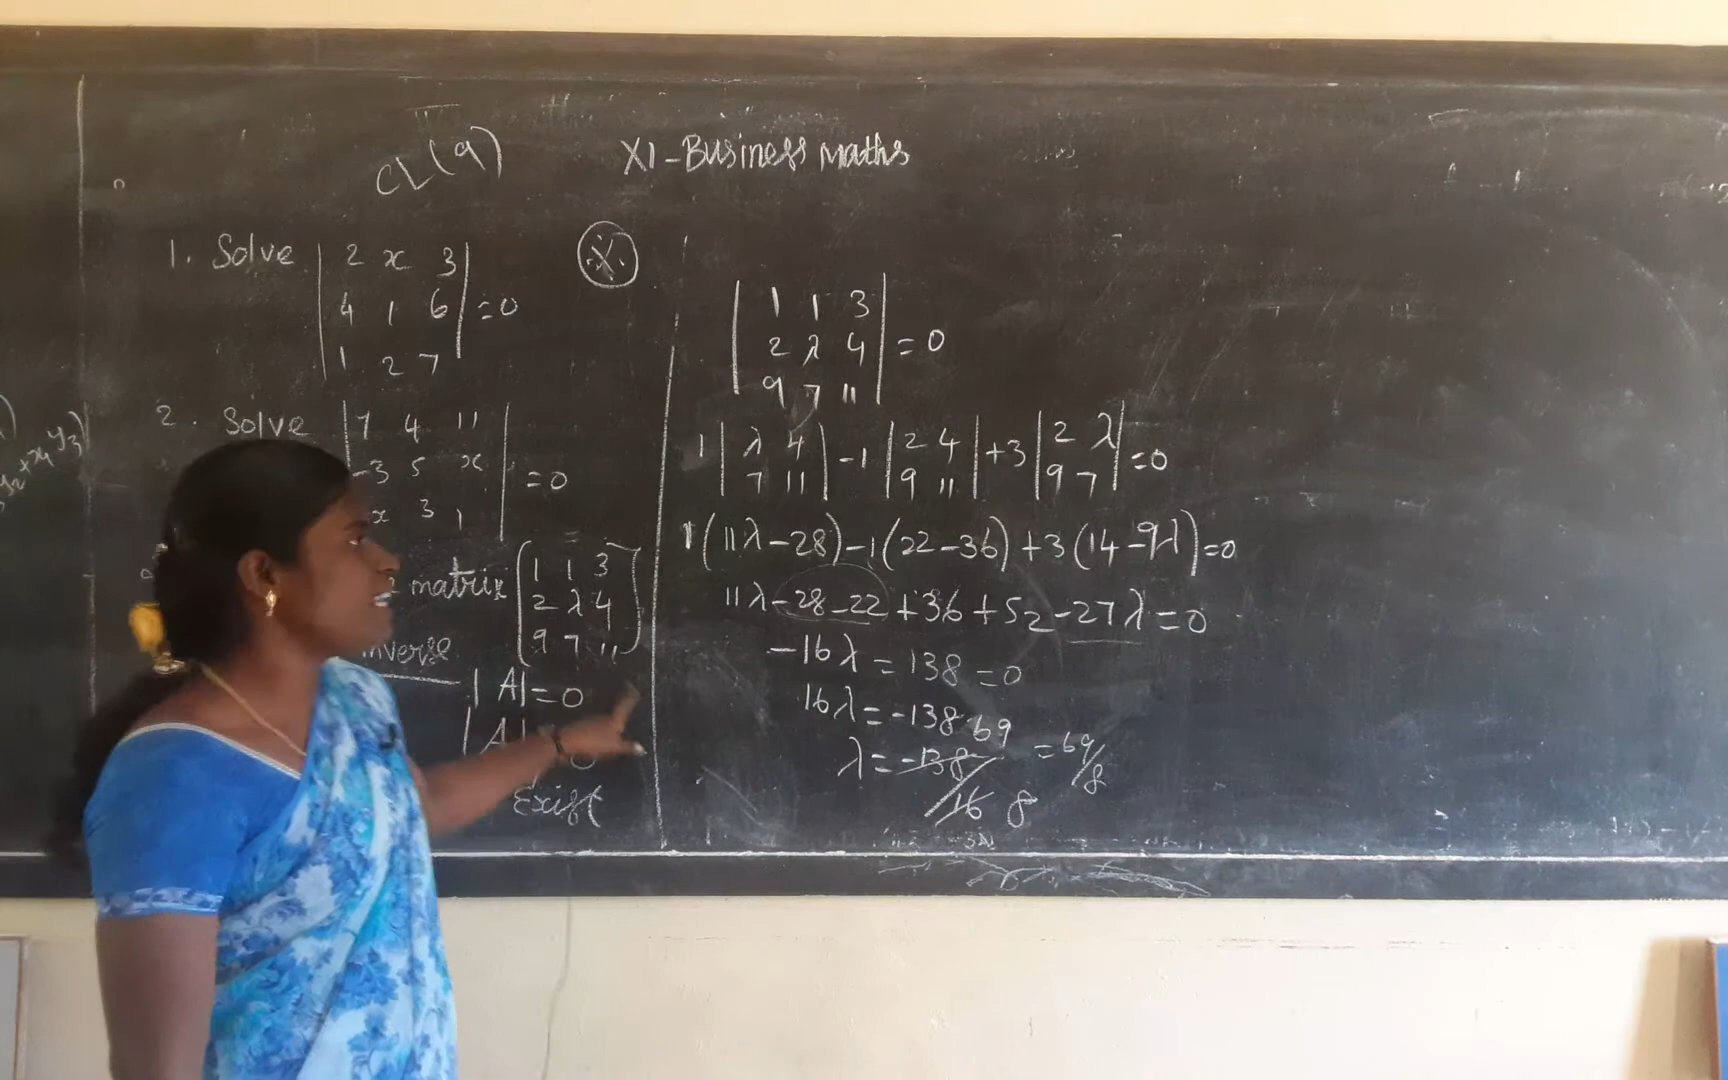 CL(9)
XI-Business Maths
1. Solve | 2 x 3 |
| 4 1 6 | = 0
| 1 2 7 |
2. Solve | 7 4 11 |
| -3 5 x | = 0
| x 3 1 |
matrix [ 1 1 3 ]
[ 2 λ 4 ]
[ 9 7 11 ]
inverse
|A| = 0
|A|
0
Exist
X
| 1 1 3 |
| 2 λ 4 | = 0
| 9 7 11 |
1 | λ 4 | -1 | 2 4 | +3 | 2 λ | = 0
| 7 11 | | 9 11 | | 9 7 |
1(11λ-28)-1(22-36)+3(14-9λ)=0
11λ-28-22+36+52-27λ=0
-16λ=138=0
16λ=-138
69
λ=-138/16 = 69/8
8